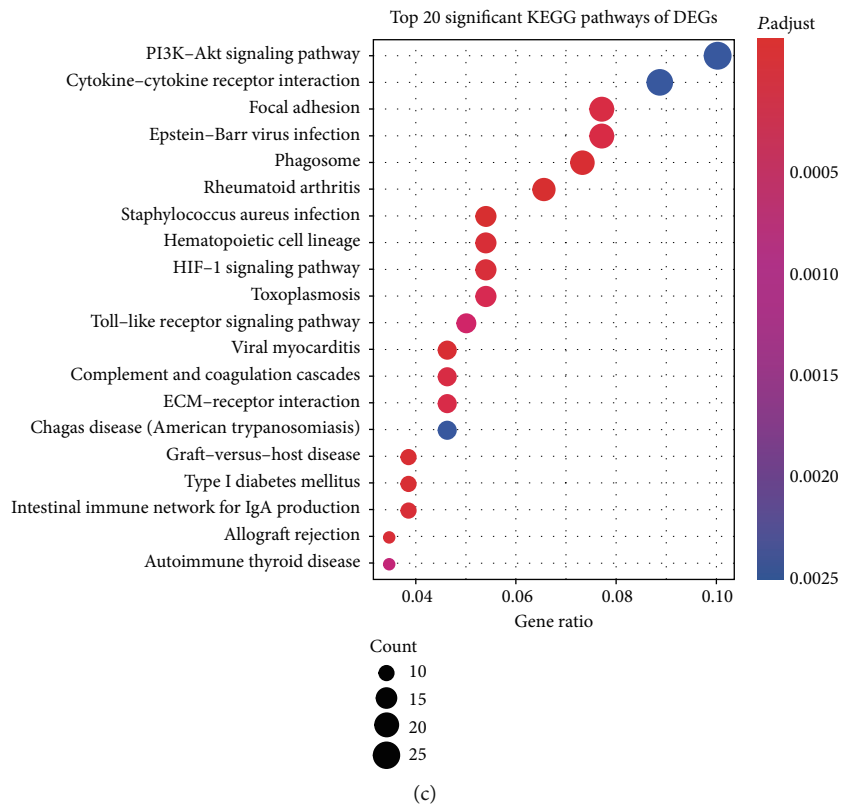 Top 20 significant KEGG pathways of DEGs
P.adjust
PI3K–Akt signaling pathway
Cytokine–cytokine receptor interaction
Focal adhesion
Epstein–Barr virus infection
Phagosome
Rheumatoid arthritis
Staphylococcus aureus infection
Hematopoietic cell lineage
HIF–1 signaling pathway
Toxoplasmosis
Toll–like receptor signaling pathway
Viral myocarditis
Complement and coagulation cascades
ECM–receptor interaction
Chagas disease (American trypanosomiasis)
Graft–versus–host disease
Type I diabetes mellitus
Intestinal immune network for IgA production
Allograft rejection
Autoimmune thyroid disease
0.0005
0.0010
0.0015
0.0020
0.0025
0.04 0.06 0.08 0.10
Gene ratio
Count
10
15
20
25
(c)